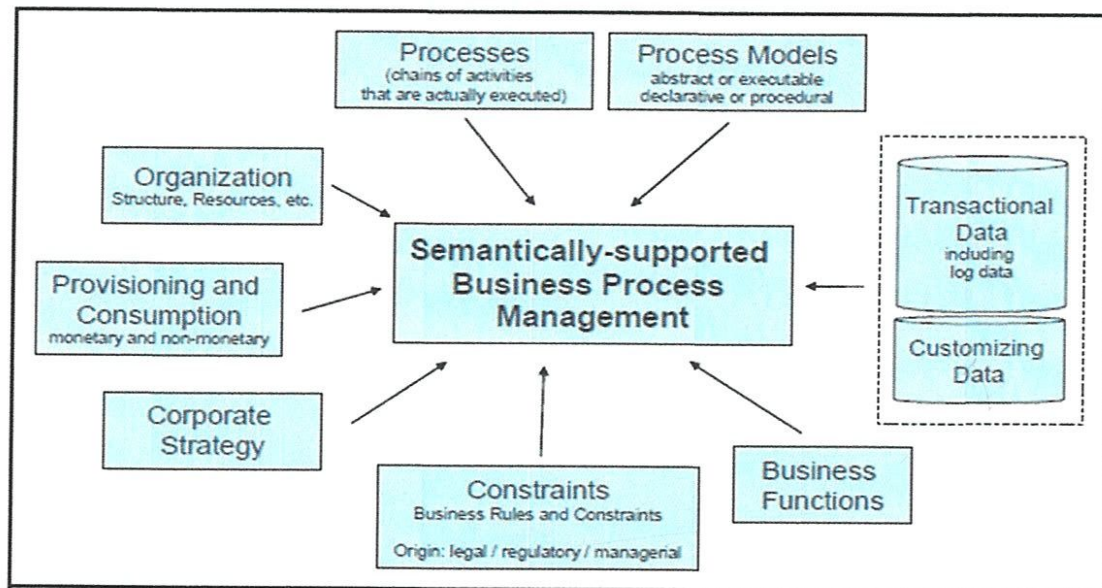 Processes
(chains of activities
that are actually executed)
Process Models
abstract or executable
declarative or procedural
Organization
Structure, Resources, etc.
Transactional
Data
including
log data
Customizing
Data
Semantically-supported
Business Process
Management
Provisioning and
Consumption
monetary and non-monetary
Corporate
Strategy
Constraints
Business Rules and Constraints
Origin: legal / regulatory / managerial
Business
Functions